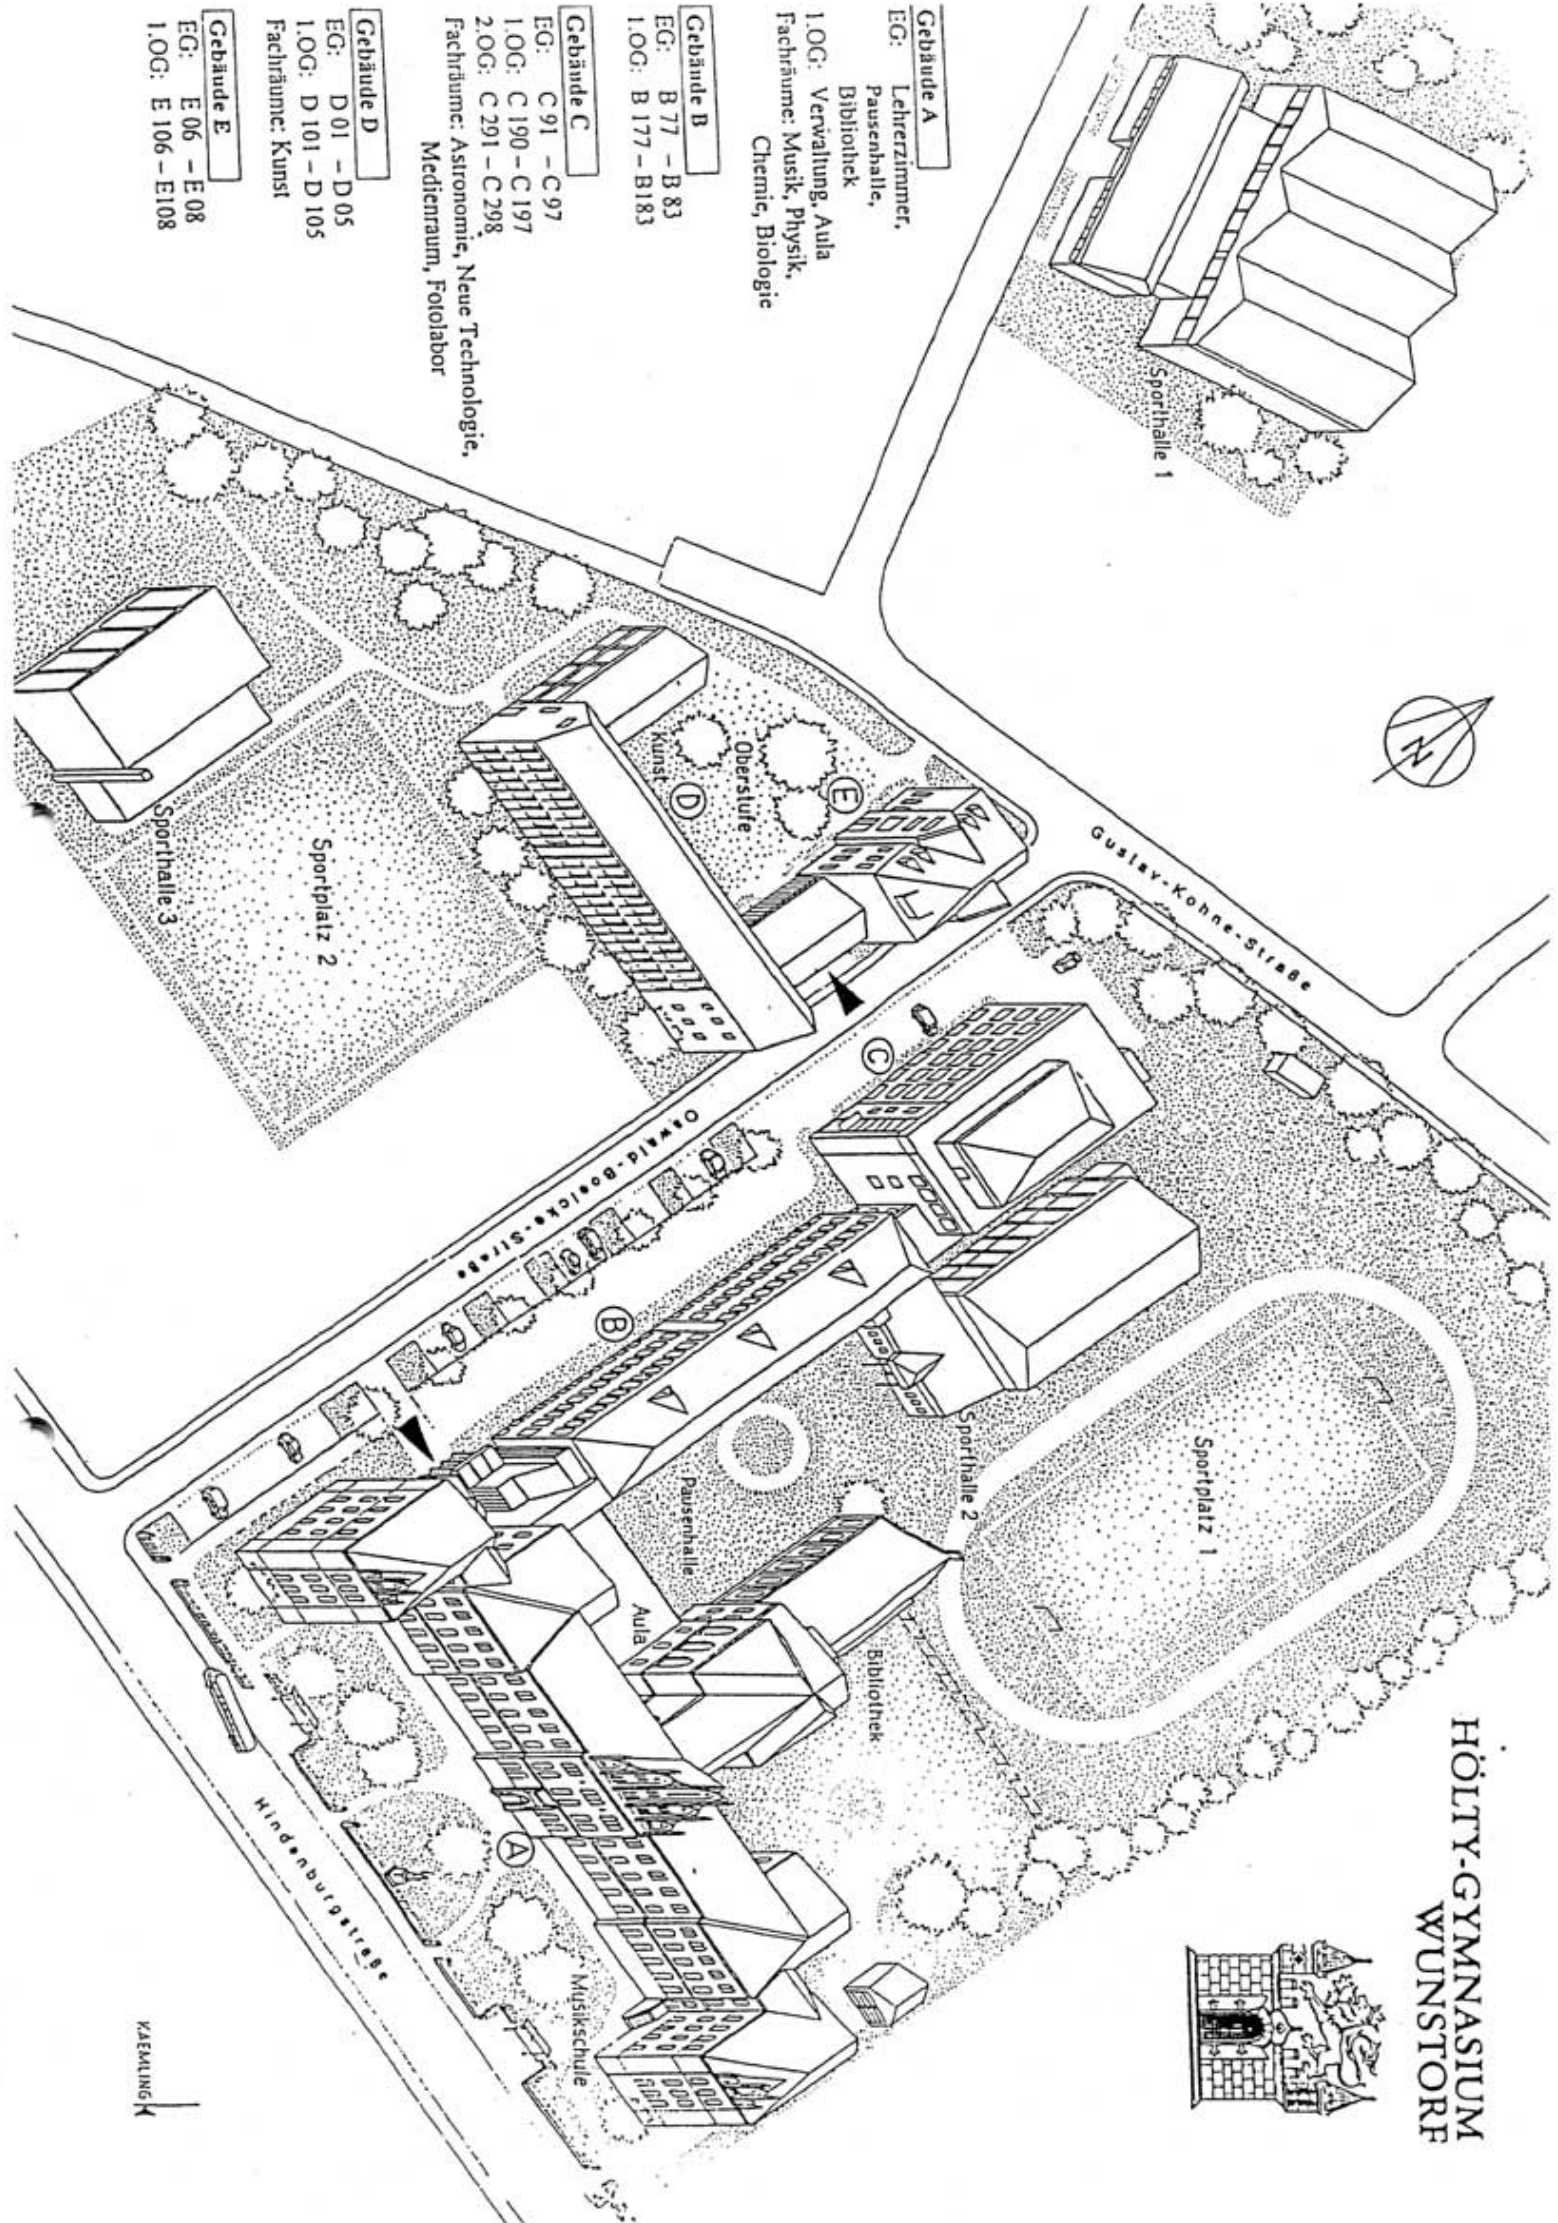 HÖLTY-GYMNASIUM
WUNSTORF
Gebäude A
EG: Lehrerzimmer,
Pausenhalle,
Bibliothek
1.OG: Verwaltung, Aula
Fachräume: Musik, Physik,
Chemie, Biologie
Gebäude B
EG: B 77 - B 83
1.OG: B 177 - B183
Gebäude C
EG: C 91 - C 97
1.OG: C 190 - C 197
2.OG: C 291 - C 298
Fachräume: Astronomie, Neue Technologie,
Medienraum, Fotolabor
Gebäude D
EG: D 01 - D 05
1.OG: D 101 - D 105
Fachräume: Kunst
Gebäude E
EG: E 06 - E 08
1.OG: E 106 - E108
Sporthalle 1
N
Gustav-Kohne-Straße
E
Oberstufe
D
Kunst
Sportplatz 2
Sporthalle 3
C
Oswald-Boelcke-Straße
B
Sportplatz 1
Sporthalle 2
Pausenhalle
Aula
Bibliothek
A
Musikschule
Hindenburgstraße
KAEMLING